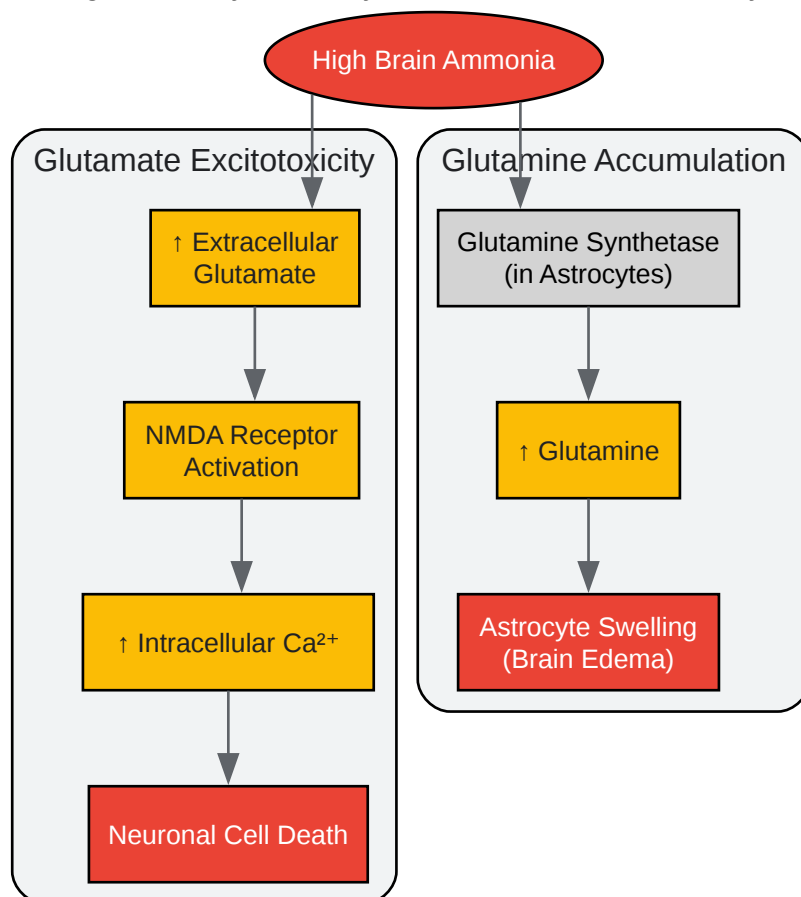 High Brain Ammonia
Glutamate Excitotoxicity
↑ Extracellular
Glutamate
NMDA Receptor
Activation
↑ Intracellular Ca²⁺
Neuronal Cell Death
Glutamine Accumulation
Glutamine Synthetase
(in Astrocytes)
↑ Glutamine
Astrocyte Swelling
(Brain Edema)